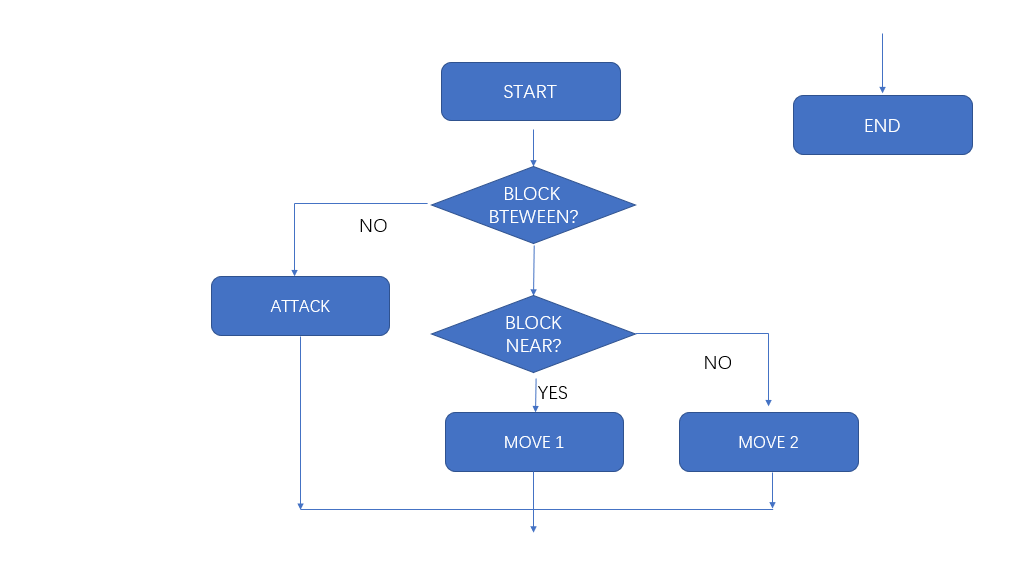 START
END
BLOCK
BTEWEEN?
NO
ATTACK
BLOCK
NEAR?
NO
YES
MOVE 1
MOVE 2